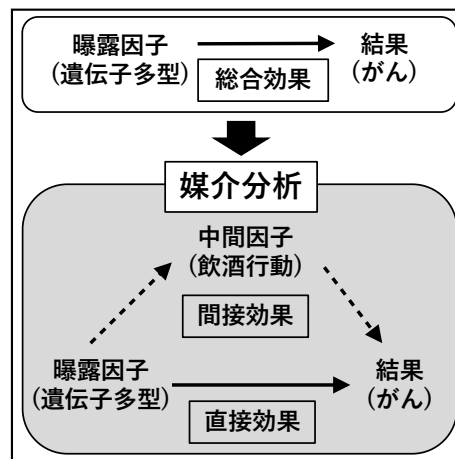 曝露因子
(遺伝子多型)
総合効果
結果
(がん)
媒介分析
中間因子
(飲酒行動)
間接効果
曝露因子
(遺伝子多型)
直接効果
結果
(がん)